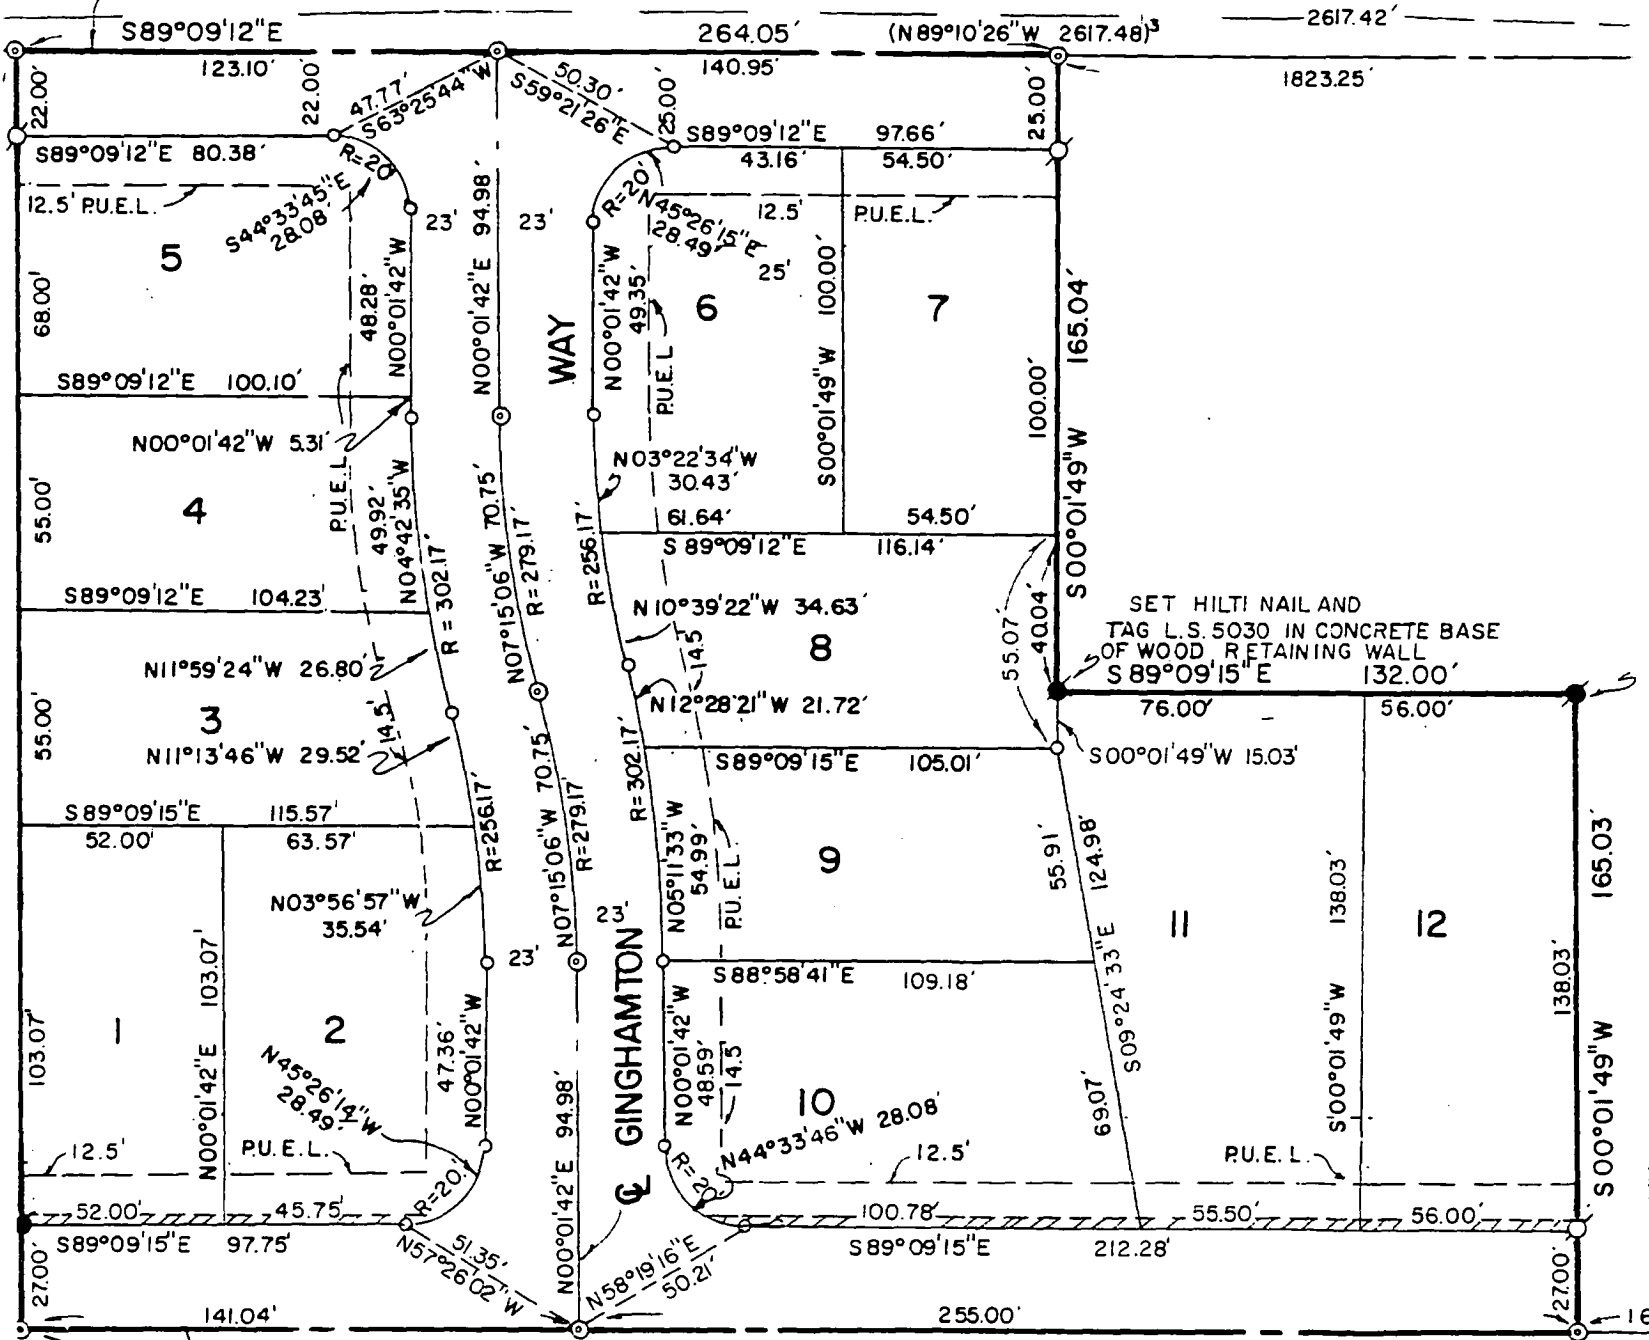 S89°09'12"E
264.05'
(N89°10'26"W 2617.48')³
2617.42'
123.10'
140.95'
1823.25'
22.00'
22.00'
47.77'
S63°25'44"W
50.30'
S59°21'26"E
25.00'
25.00'
S89°09'12"E 80.38'
R=20'
S89°09'12"E 97.66'
43.16'
54.50'
12.5' P.U.E.L.
S44°33'45"E
28.08'
23'
N00°01'42"E 94.98'
23'
R=20'
N45°26'15"E
28.49'
12.5'
P.U.E.L.
25'
5
68.00'
48.28'
N00°01'42"W
WAY
N00°01'42"W
49.35'
6
P.U.E.L
S00°01'49"W 100.00'
7
100.00'
165.04'
S00°01'49"W
S89°09'12"E 100.10'
N00°01'42"W 5.31'
4
55.00'
P.U.E.L
49.92'
N04°42'35"W
N03°22'34"W
30.43'
61.64'
54.50'
S 89°09'12"E 116.14'
R=302.17'
N07°15'06"W 70.75'
R=279.17'
R=256.17'
S89°09'12"E 104.23'
N10°39'22"W 34.63'
8
55.07'
40.04'
SET HILTI NAIL AND
TAG L.S. 5030 IN CONCRETE BASE
OF WOOD RETAINING WALL
S89°09'15"E 132.00'
N11°59'24"W 26.80'
14.5'
3
55.00'
14.5
N12°28'21"W 21.72'
76.00'
56.00'
N11°13'46"W 29.52'
S89°09'15"E 105.01'
S00°01'49"W 15.03'
S89°09'15"E 115.57'
52.00'
63.57'
R=256.17'
N07°15'06"W 70.75'
R=279.17'
R=302.17'
N05°11'33"W
54.99'
P.U.E.L.
9
55.91'
124.98'
S09°24'33"E
11
138.03'
12
165.03'
N03°56'57"W
35.54'
23'
23'
S88°58'41"E 109.18'
103.07'
1
N00°01'42"E 103.07'
2
47.36'
N00°01'42"W
N45°26'14"W
28.49'
GINGHAMTON
N00°01'42"E 94.98'
N00°01'42"W
48.59'
14.5
10
N44°33'46"W 28.08'
69.07'
S00°01'49"W
138.03'
S00°01'49"W
12.5'
P.U.E.L.
12.5'
P.U.E.L.
R=20'
R=20'
52.00'
45.75'
100.78'
55.50'
56.00'
S89°09'15"E 97.75'
S89°09'15"E 212.28'
51.35'
N57°26'02"W
N58°19'16"E
50.21'
27.00'
27.00'
141.04'
255.00'
16